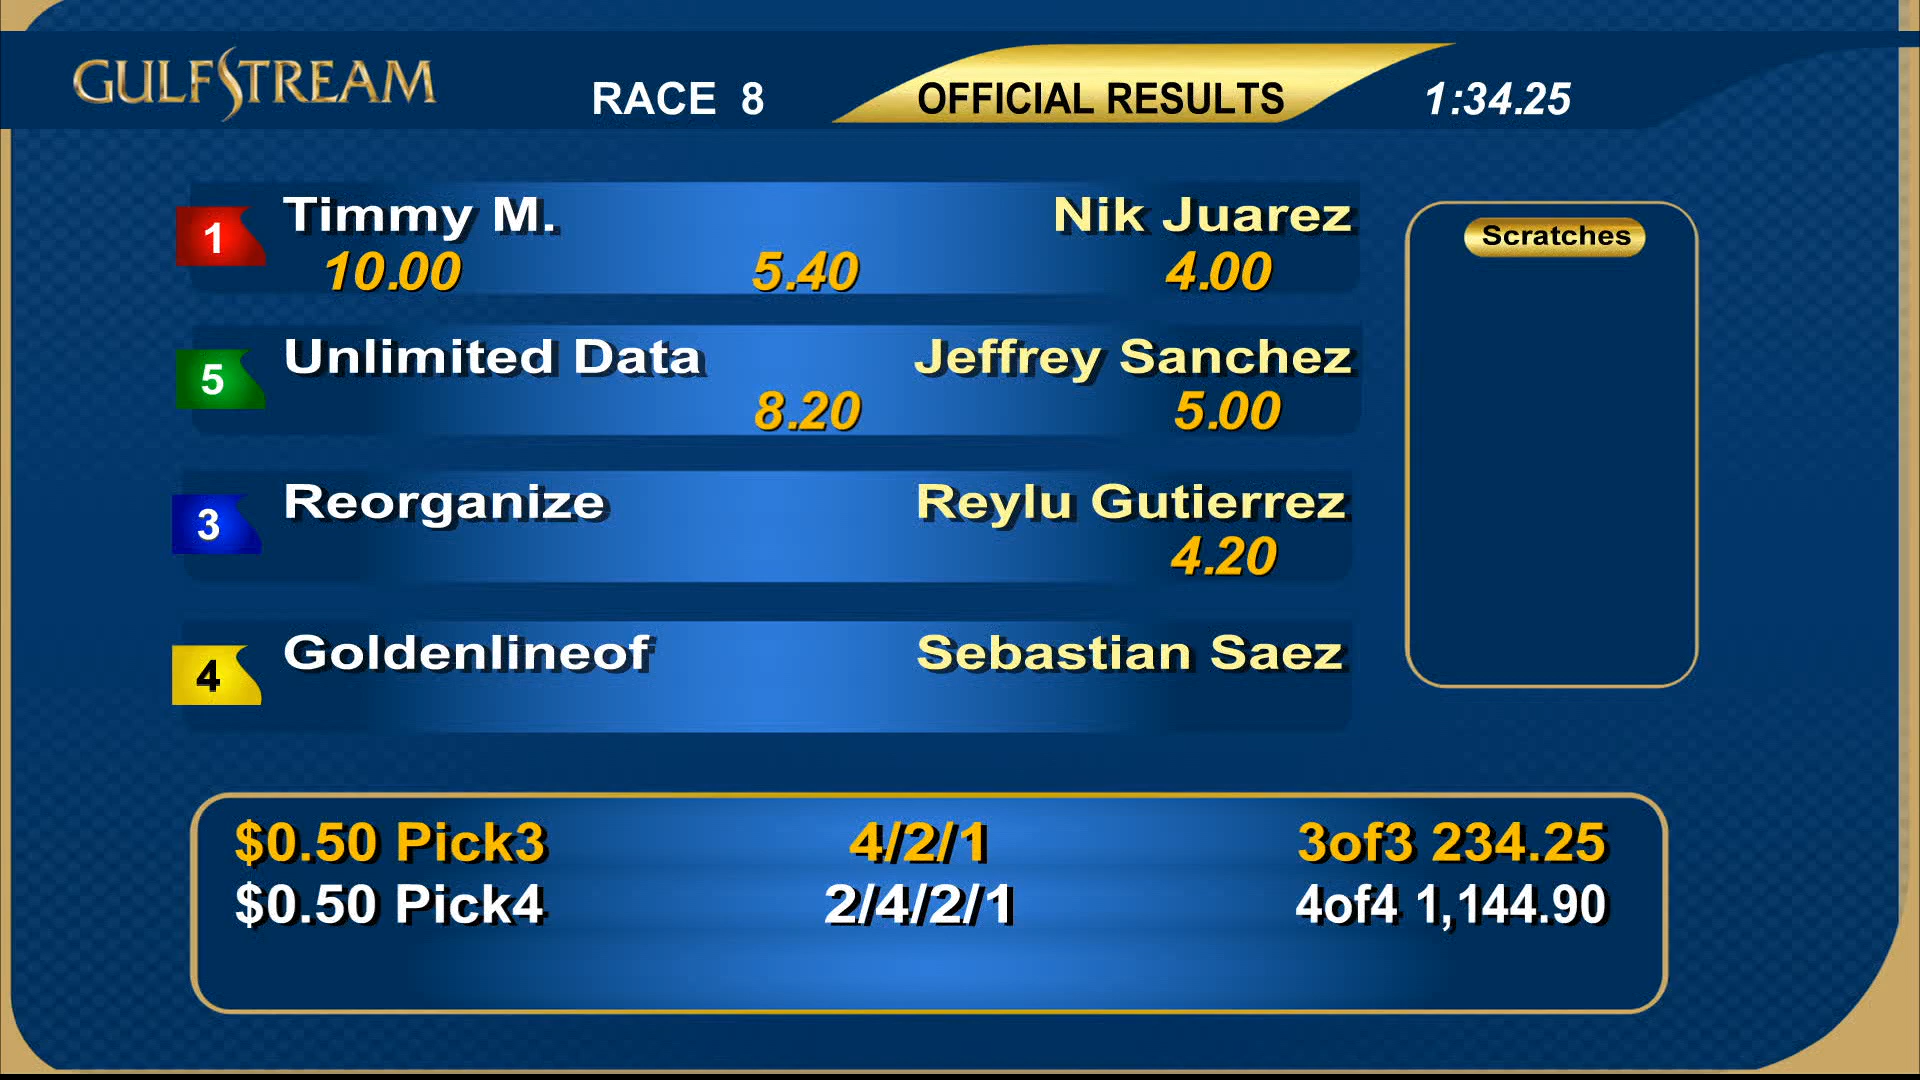 GULFSTREAM
RACE 8
OFFICIAL RESULTS
1:34.25
1 Timmy M. Nik Juarez
10.00 5.40 4.00
5 Unlimited Data Jeffrey Sanchez
8.20 5.00
3 Reorganize Reylu Gutierrez
4.20
4 Goldenlineof Sebastian Saez
Scratches
$0.50 Pick3 4/2/1 3of3 234.25
$0.50 Pick4 2/4/2/1 4of4 1,144.90